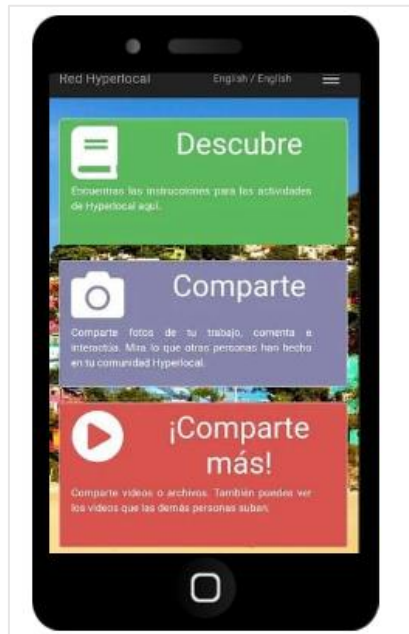 Red Hyperlocal English / English
Descubre
Encuentras las instrucciones para las actividades
de Hyperlocal aquí.
Comparte
Comparte fotos de tu trabajo, comenta e
interactúa. Mira lo que otras personas han hecho
en tu comunidad Hyperlocal.
¡Comparte
más!
Comparte videos o archivos. También puedes ver
los videos que las demás personas suban.